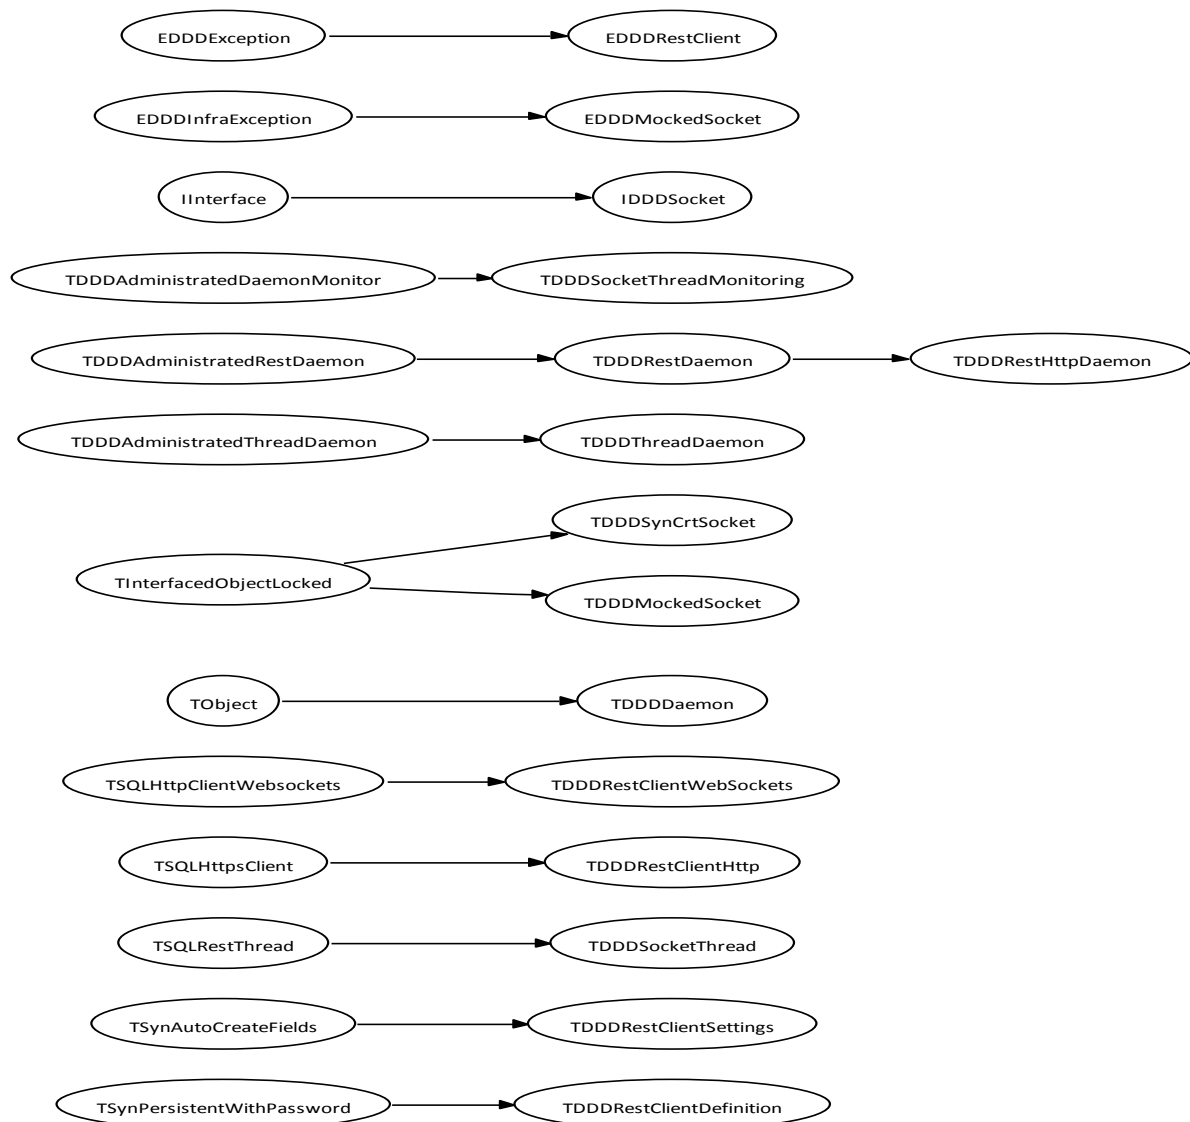 EDDDException EDDDRestClient
EDDDInfraException EDDDMockedSocket
IInterface IDDDSocket
TDDDAdministratedDaemonMonitor TDDDSocketThreadMonitoring
TDDDAdministratedRestDaemon TDDDRestDaemon TDDDRestHttpDaemon
TDDDAdministratedThreadDaemon TDDDThreadDaemon
TDDDSynCrtSocket
TInterfacedObjectLocked
TDDDMockedSocket
TObject TDDDDaemon
TSQLHttpClientWebsockets TDDDRestClientWebSockets
TSQLHttpsClient TDDDRestClientHttp
TSQLRestThread TDDDSocketThread
TSynAutoCreateFields TDDDRestClientSettings
TSynPersistentWithPassword TDDDRestClientDefinition